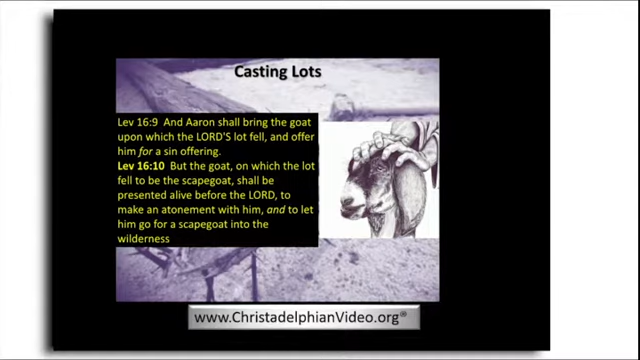 Casting Lots
Lev 16:9 And Aaron shall bring the goat
upon which the LORD'S lot fell, and offer
him for a sin offering.
Lev 16:10 But the goat, on which the lot
fell to be the scapegoat, shall be
presented alive before the LORD, to
make an atonement with him, and to let
him go for a scapegoat into the
wilderness
www.ChristadelphianVideo.org®